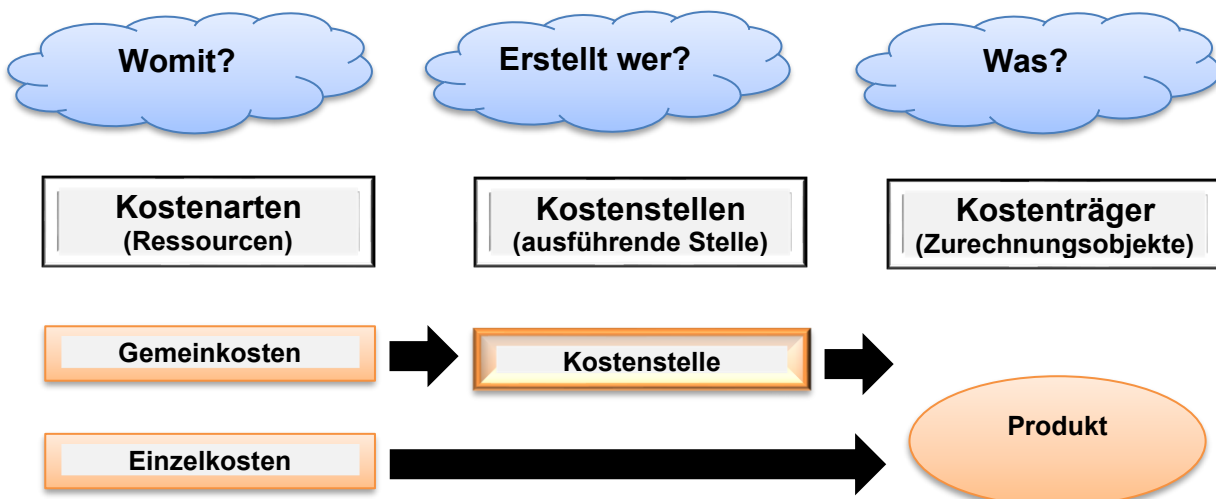 Womit?
Erstellt wer?
Was?
Kostenarten
(Ressourcen)
Kostenstellen
(ausführende Stelle)
Kostenträger
(Zurechnungsobjekte)
Gemeinkosten
Kostenstelle
Einzelkosten
Produkt